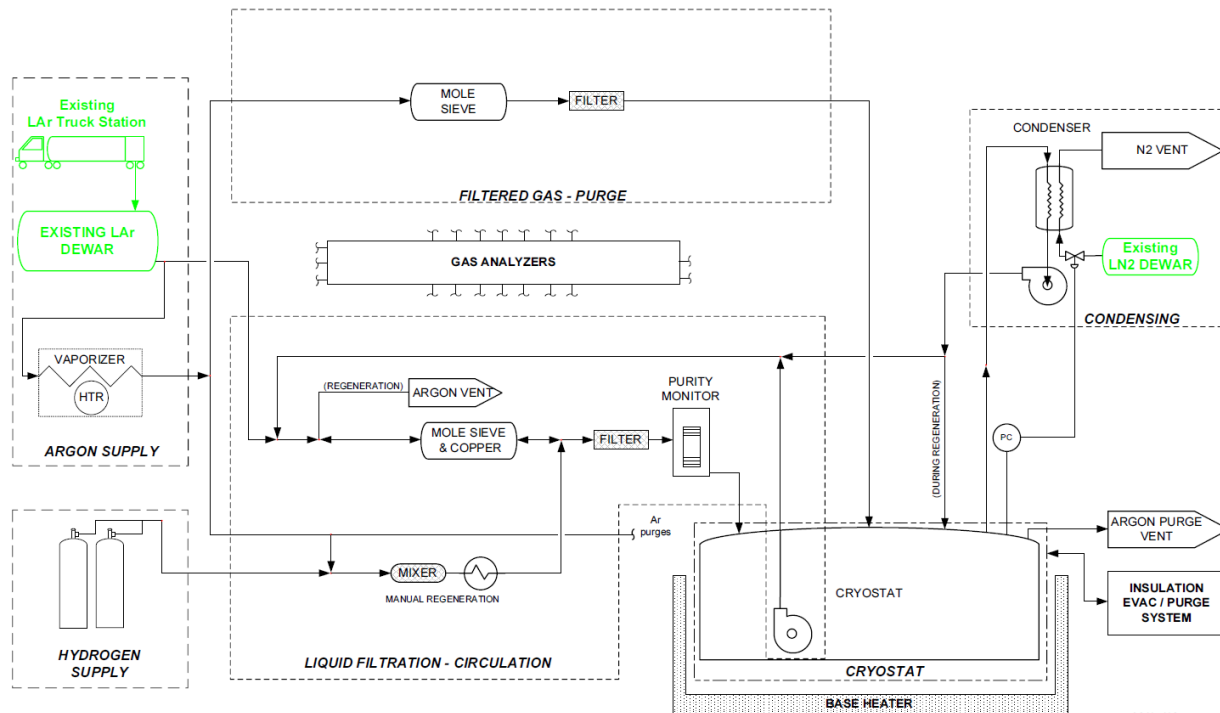 Existing
LAr Truck Station
EXISTING LAr
DEWAR
VAPORIZER
HTR
ARGON SUPPLY
HYDROGEN
SUPPLY
MOLE
SIEVE
FILTER
FILTERED GAS - PURGE
GAS ANALYZERS
CONDENSER
N2 VENT
Existing
LN2 DEWAR
CONDENSING
(REGENERATION)
ARGON VENT
PURITY
MONITOR
MOLE SIEVE
& COPPER
FILTER
(DURING REGENERATION)
PC
Ar
purges
MIXER
MANUAL REGENERATION
LIQUID FILTRATION - CIRCULATION
CRYOSTAT
CRYOSTAT
BASE HEATER
ARGON PURGE
VENT
INSULATION
EVAC / PURGE
SYSTEM